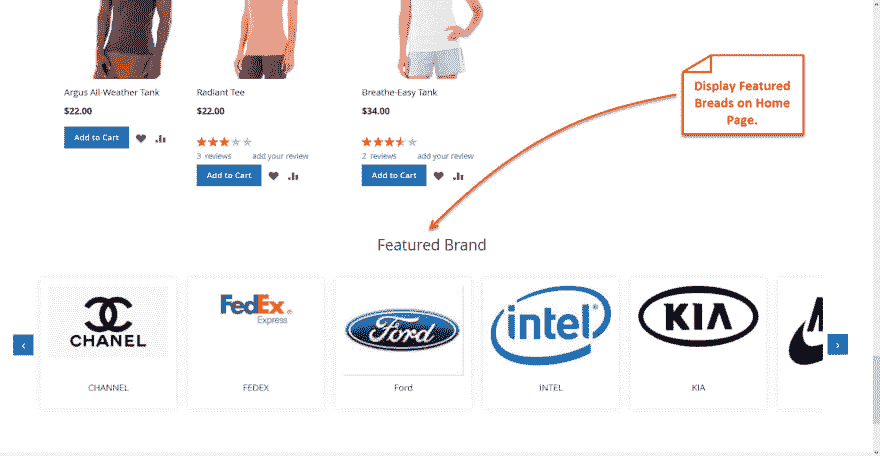 Argus All-Weather Tank
$22.00
Add to Cart
Radiant Tee
$22.00
3 reviews add your review
Add to Cart
Breathe-Easy Tank
$34.00
2 reviews add your review
Add to Cart
Display Featured
Breads on Home
Page.
Featured Brand
CHANEL
CHANNEL
FedEx®
Express
FEDEX
Ford
Ford
intel®
INTEL
KIA
KIA